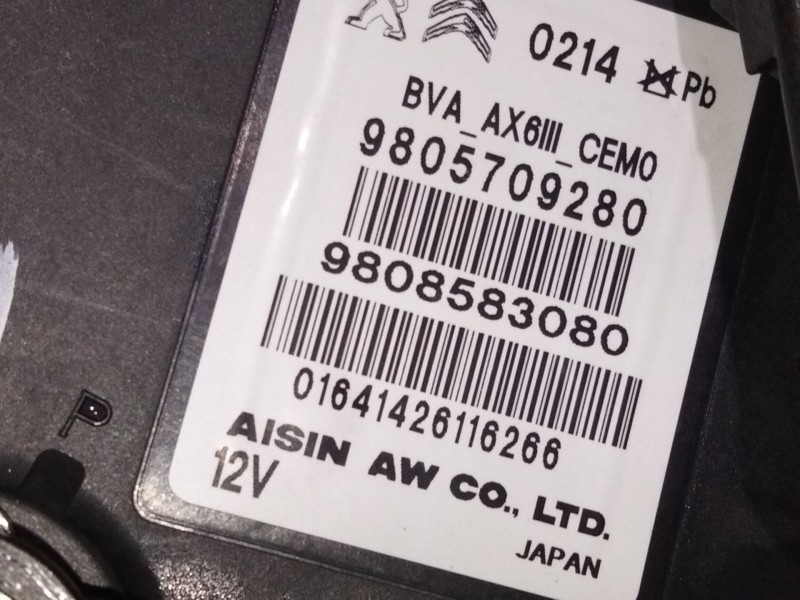 0214 Pb
BVA_AX6III_CEM0
9805709280
9808583080
01641426116266
AISIN AW CO., LTD.
12V
JAPAN
P